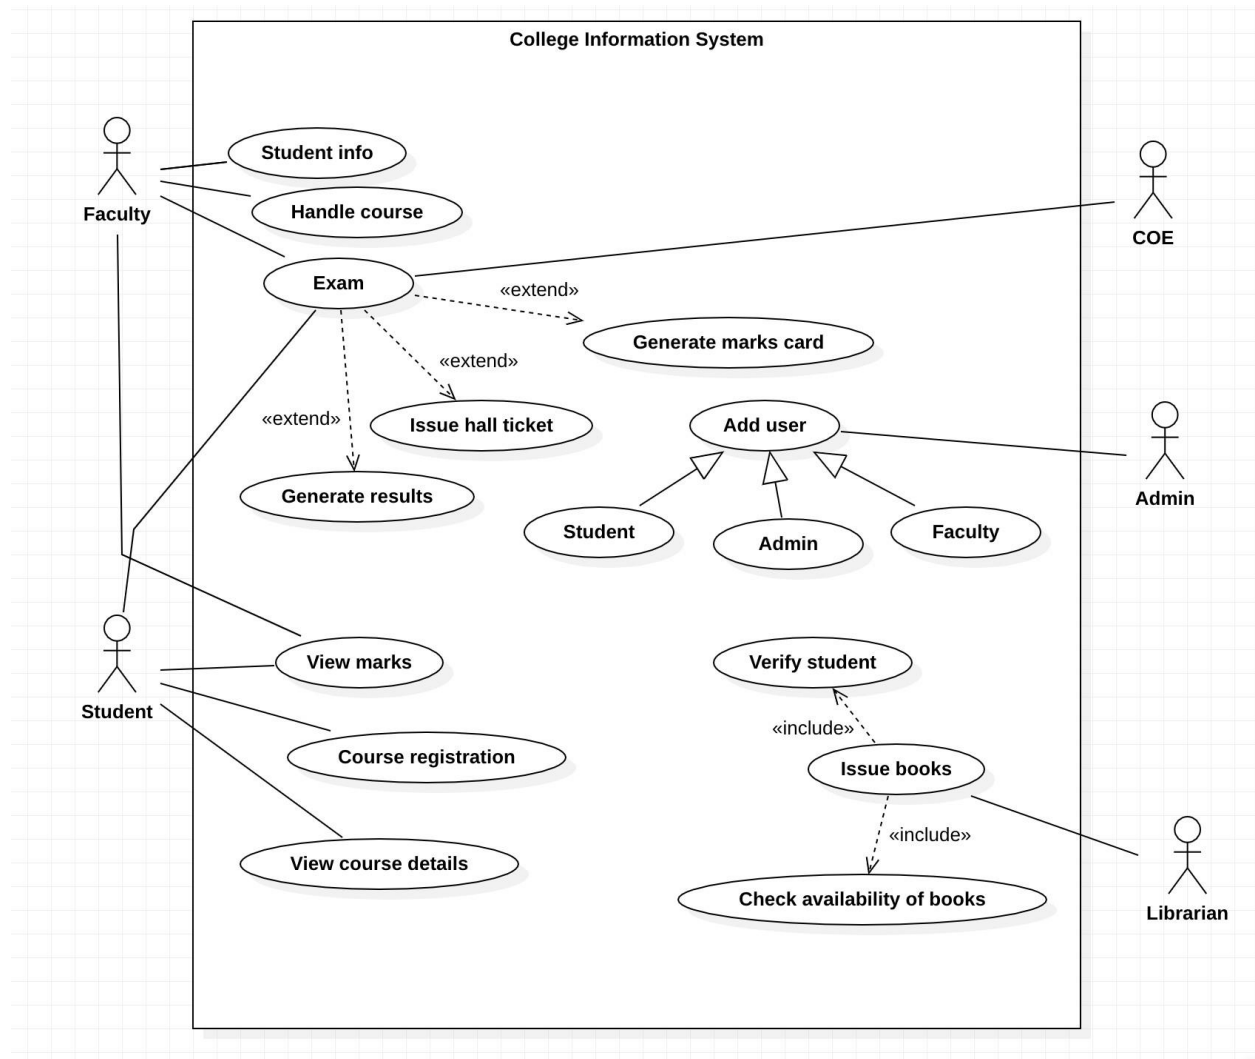 College Information System
Student info
Faculty
Handle course
COE
Exam
«extend»
Generate marks card
«extend»
«extend»
Issue hall ticket
Add user
Generate results
Admin
Student
Admin
Faculty
View marks
Verify student
Student
«include»
Course registration
Issue books
«include»
View course details
Check availability of books
Librarian